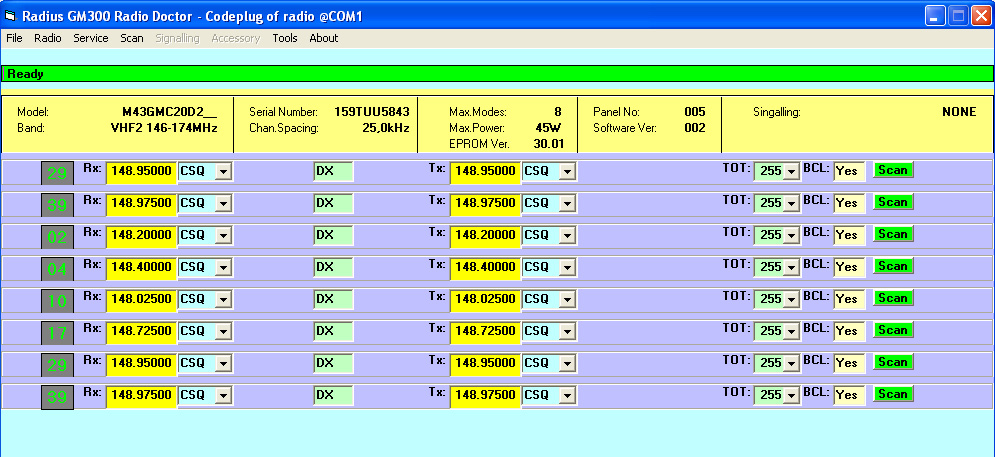 Radius GM300 Radio Doctor - Codeplug of radio @COM1
File Radio Service Scan Signalling Accessory Tools About
Ready
Model: M43GMC20D2__ Serial Number: 159TUU5843 Max.Modes: 8 Panel No: 005 Singalling: NONE
Band: VHF2 146-174MHz Chan.Spacing: 25,0kHz Max.Power: 45W Software Ver: 002
EPROM Ver. 30.01
29 Rx: 148.95000 CSQ DX Tx: 148.95000 CSQ TOT: 255 BCL: Yes Scan
39 Rx: 148.97500 CSQ DX Tx: 148.97500 CSQ TOT: 255 BCL: Yes Scan
02 Rx: 148.20000 CSQ DX Tx: 148.20000 CSQ TOT: 255 BCL: Yes Scan
04 Rx: 148.40000 CSQ DX Tx: 148.40000 CSQ TOT: 255 BCL: Yes Scan
10 Rx: 148.02500 CSQ DX Tx: 148.02500 CSQ TOT: 255 BCL: Yes Scan
17 Rx: 148.72500 CSQ DX Tx: 148.72500 CSQ TOT: 255 BCL: Yes Scan
29 Rx: 148.95000 CSQ DX Tx: 148.95000 CSQ TOT: 255 BCL: Yes Scan
39 Rx: 148.97500 CSQ DX Tx: 148.97500 CSQ TOT: 255 BCL: Yes Scan